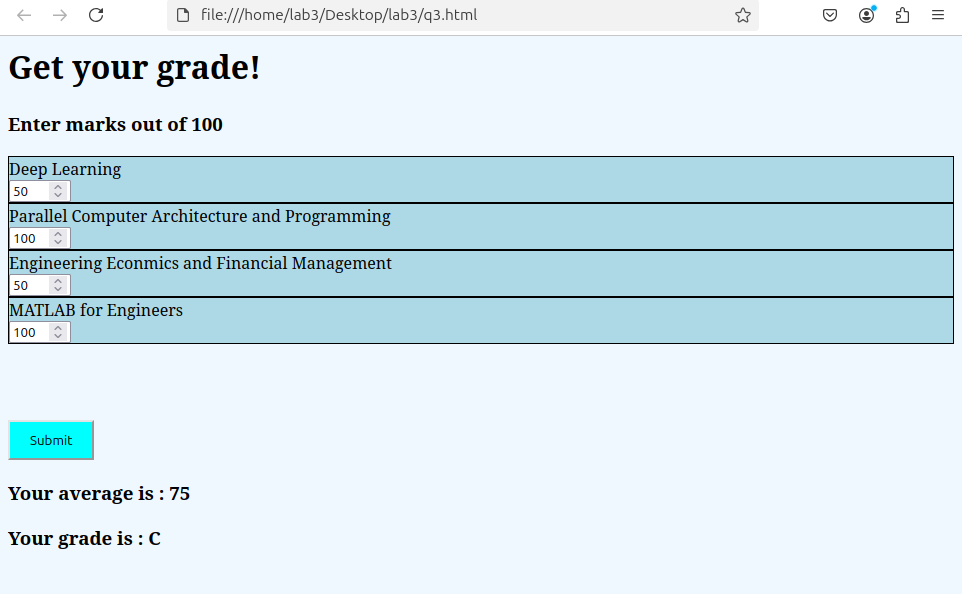 file:///home/lab3/Desktop/lab3/q3.html
Get your grade!
Enter marks out of 100
Deep Learning
50
Parallel Computer Architecture and Programming
100
Engineering Econmics and Financial Management
50
MATLAB for Engineers
100
Submit
Your average is : 75
Your grade is : C